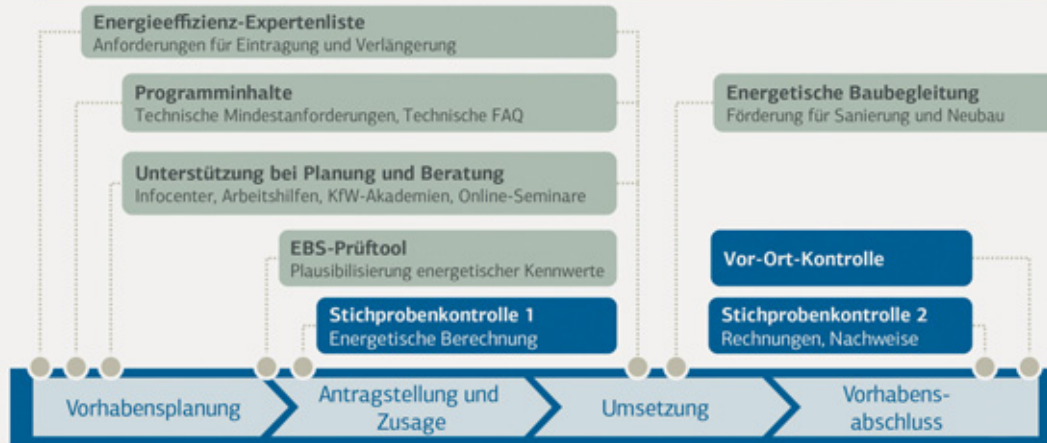 Energieeffizienz-Expertenliste
Anforderungen für Eintragung und Verlängerung
Programminhalte
Technische Mindestanforderungen, Technische FAQ
Energetische Baubegleitung
Förderung für Sanierung und Neubau
Unterstützung bei Planung und Beratung
Infocenter, Arbeitshilfen, KfW-Akademien, Online-Seminare
EBS-Prüftool
Plausibilisierung energetischer Kennwerte
Vor-Ort-Kontrolle
Stichprobenkontrolle 1
Energetische Berechnung
Stichprobenkontrolle 2
Rechnungen, Nachweise
Vorhabensplanung
Antragstellung und
Zusage
Umsetzung
Vorhabens-
abschluss